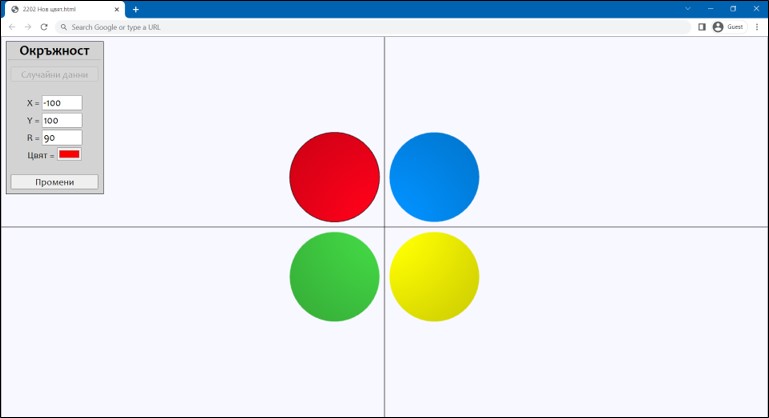 2202 Нов цвят.html
Search Google or type a URL
Guest
Окръжност
Случайни данни
X = -100
Y = 100
R = 90
Цвят =
Промени